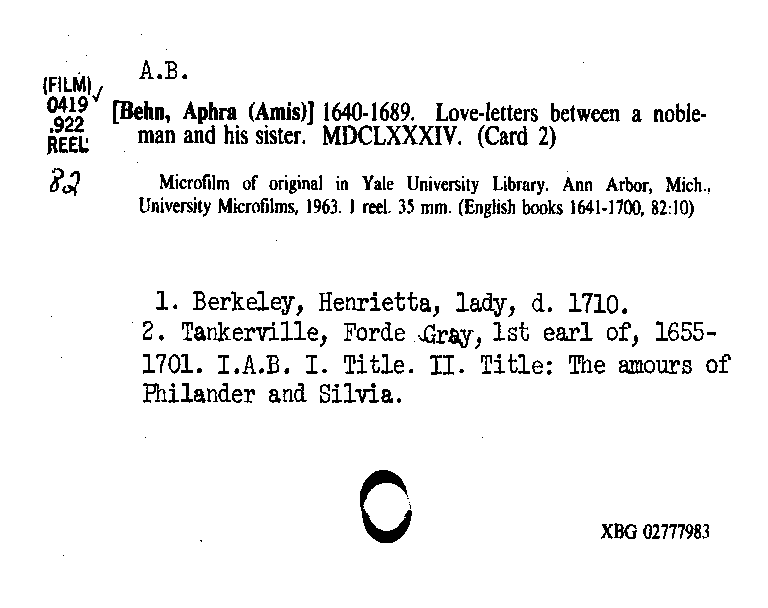 A.B.
(FILM) ✓
0419
.922
REEL
82
[Behn, Aphra (Amis)] 1640-1689. Love-letters between a noble-
man and his sister. MDCLXXXIV. (Card 2)
Microfilm of original in Yale University Library. Ann Arbor, Mich.,
University Microfilms, 1963. 1 reel. 35 mm. (English books 1641-1700, 82:10)
1. Berkeley, Henrietta, lady, d. 1710.
2. Tankerville, Forde Gray, 1st earl of, 1655-
1701. I.A.B. I. Title. II. Title: The amours of
Philander and Silvia.
XBG 02777983